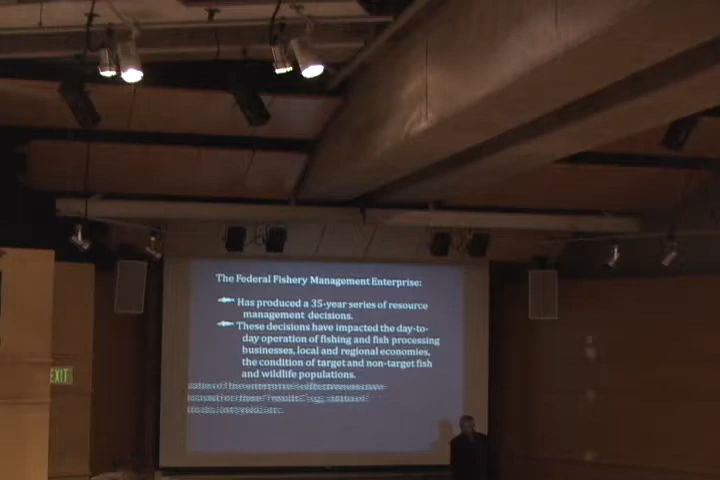 The Federal Fishery Management Enterprise:
Has produced a 35-year series of resource
management decisions.
These decisions have impacted the day-to-
day operation of fishing and fish processing
businesses, local and regional economies,
the condition of target and non-target fish
and wildlife populations.
EXIT